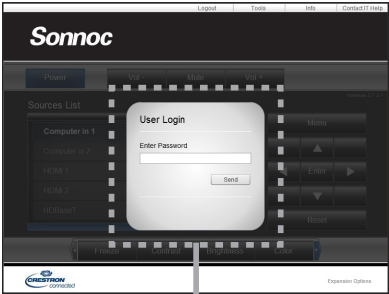 Logout Tools Info Contact IT Help
Sonnoc
Power Vol - Mute Vol +
Sources List
Menu
Computer in 1
Computer in 2
HDMI 1
Enter
HDMI 2
HDBaseT
Reset
User Login
Enter Password
Send
Freeze Contrast Brightness Color
CRESTRON
connected
Expansion Options